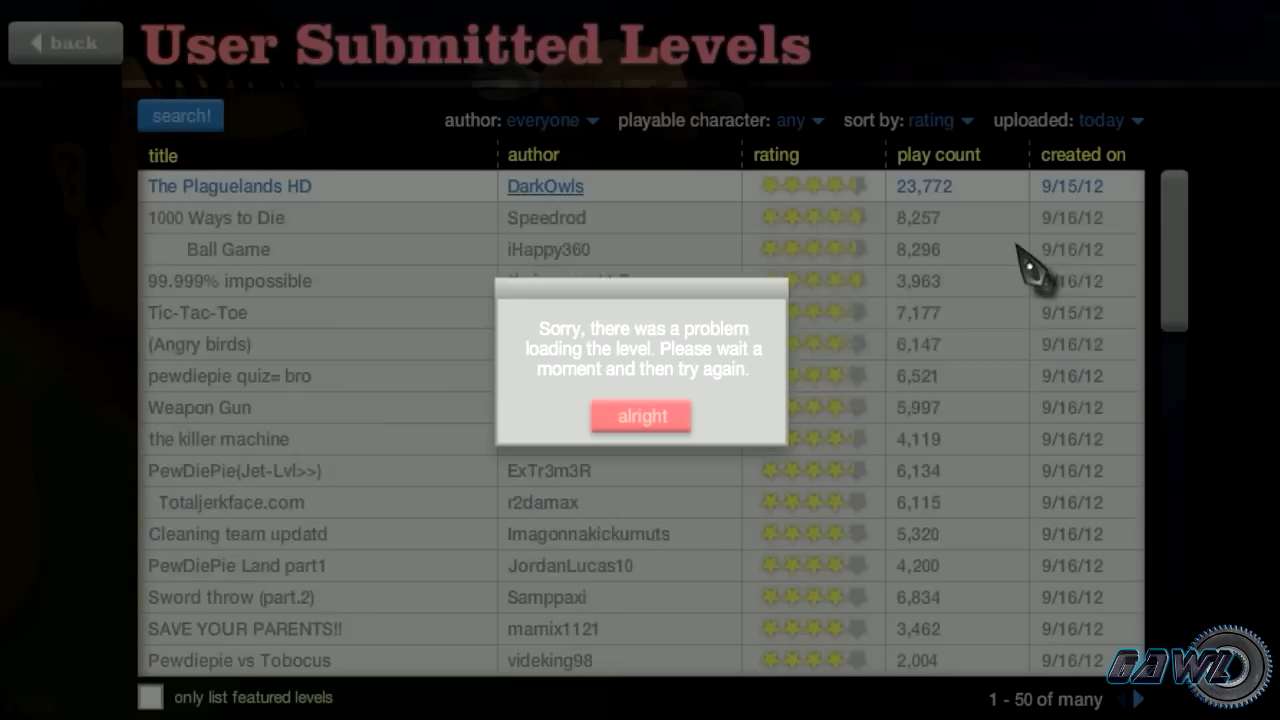 back
User Submitted Levels
search!
author: everyone playable character: any sort by: rating uploaded: today
title author rating play count created on
The Plaguelands HD DarkOwls 23,772 9/15/12
1000 Ways to Die Speedrod 8,257 9/16/12
Ball Game iHappy360 8,296 9/16/12
99.999% impossible 3,963 9/16/12
Tic-Tac-Toe 7,177 9/15/12
(Angry birds) 6,147 9/16/12
pewdiepie quiz= bro 6,521 9/16/12
Weapon Gun 5,997 9/16/12
the killer machine 4,119 9/16/12
PewDiePie(Jet-Lvl>>) ExTr3m3R 6,134 9/16/12
Totaljerkface.com r2damax 6,115 9/16/12
Cleaning team updatd Imagonnakickurnuts 5,320 9/16/12
PewDiePie Land part1 JordanLucas10 4,200 9/16/12
Sword throw (part.2) Samppaxi 6,834 9/16/12
SAVE YOUR PARENTS!! mamix1121 3,462 9/16/12
Pewdiepie vs Tobocus videking98 2,004 9/16/12
Sorry, there was a problem
loading the level. Please wait a
moment and then try again.
alright
only list featured levels
1 - 50 of many
GAWL